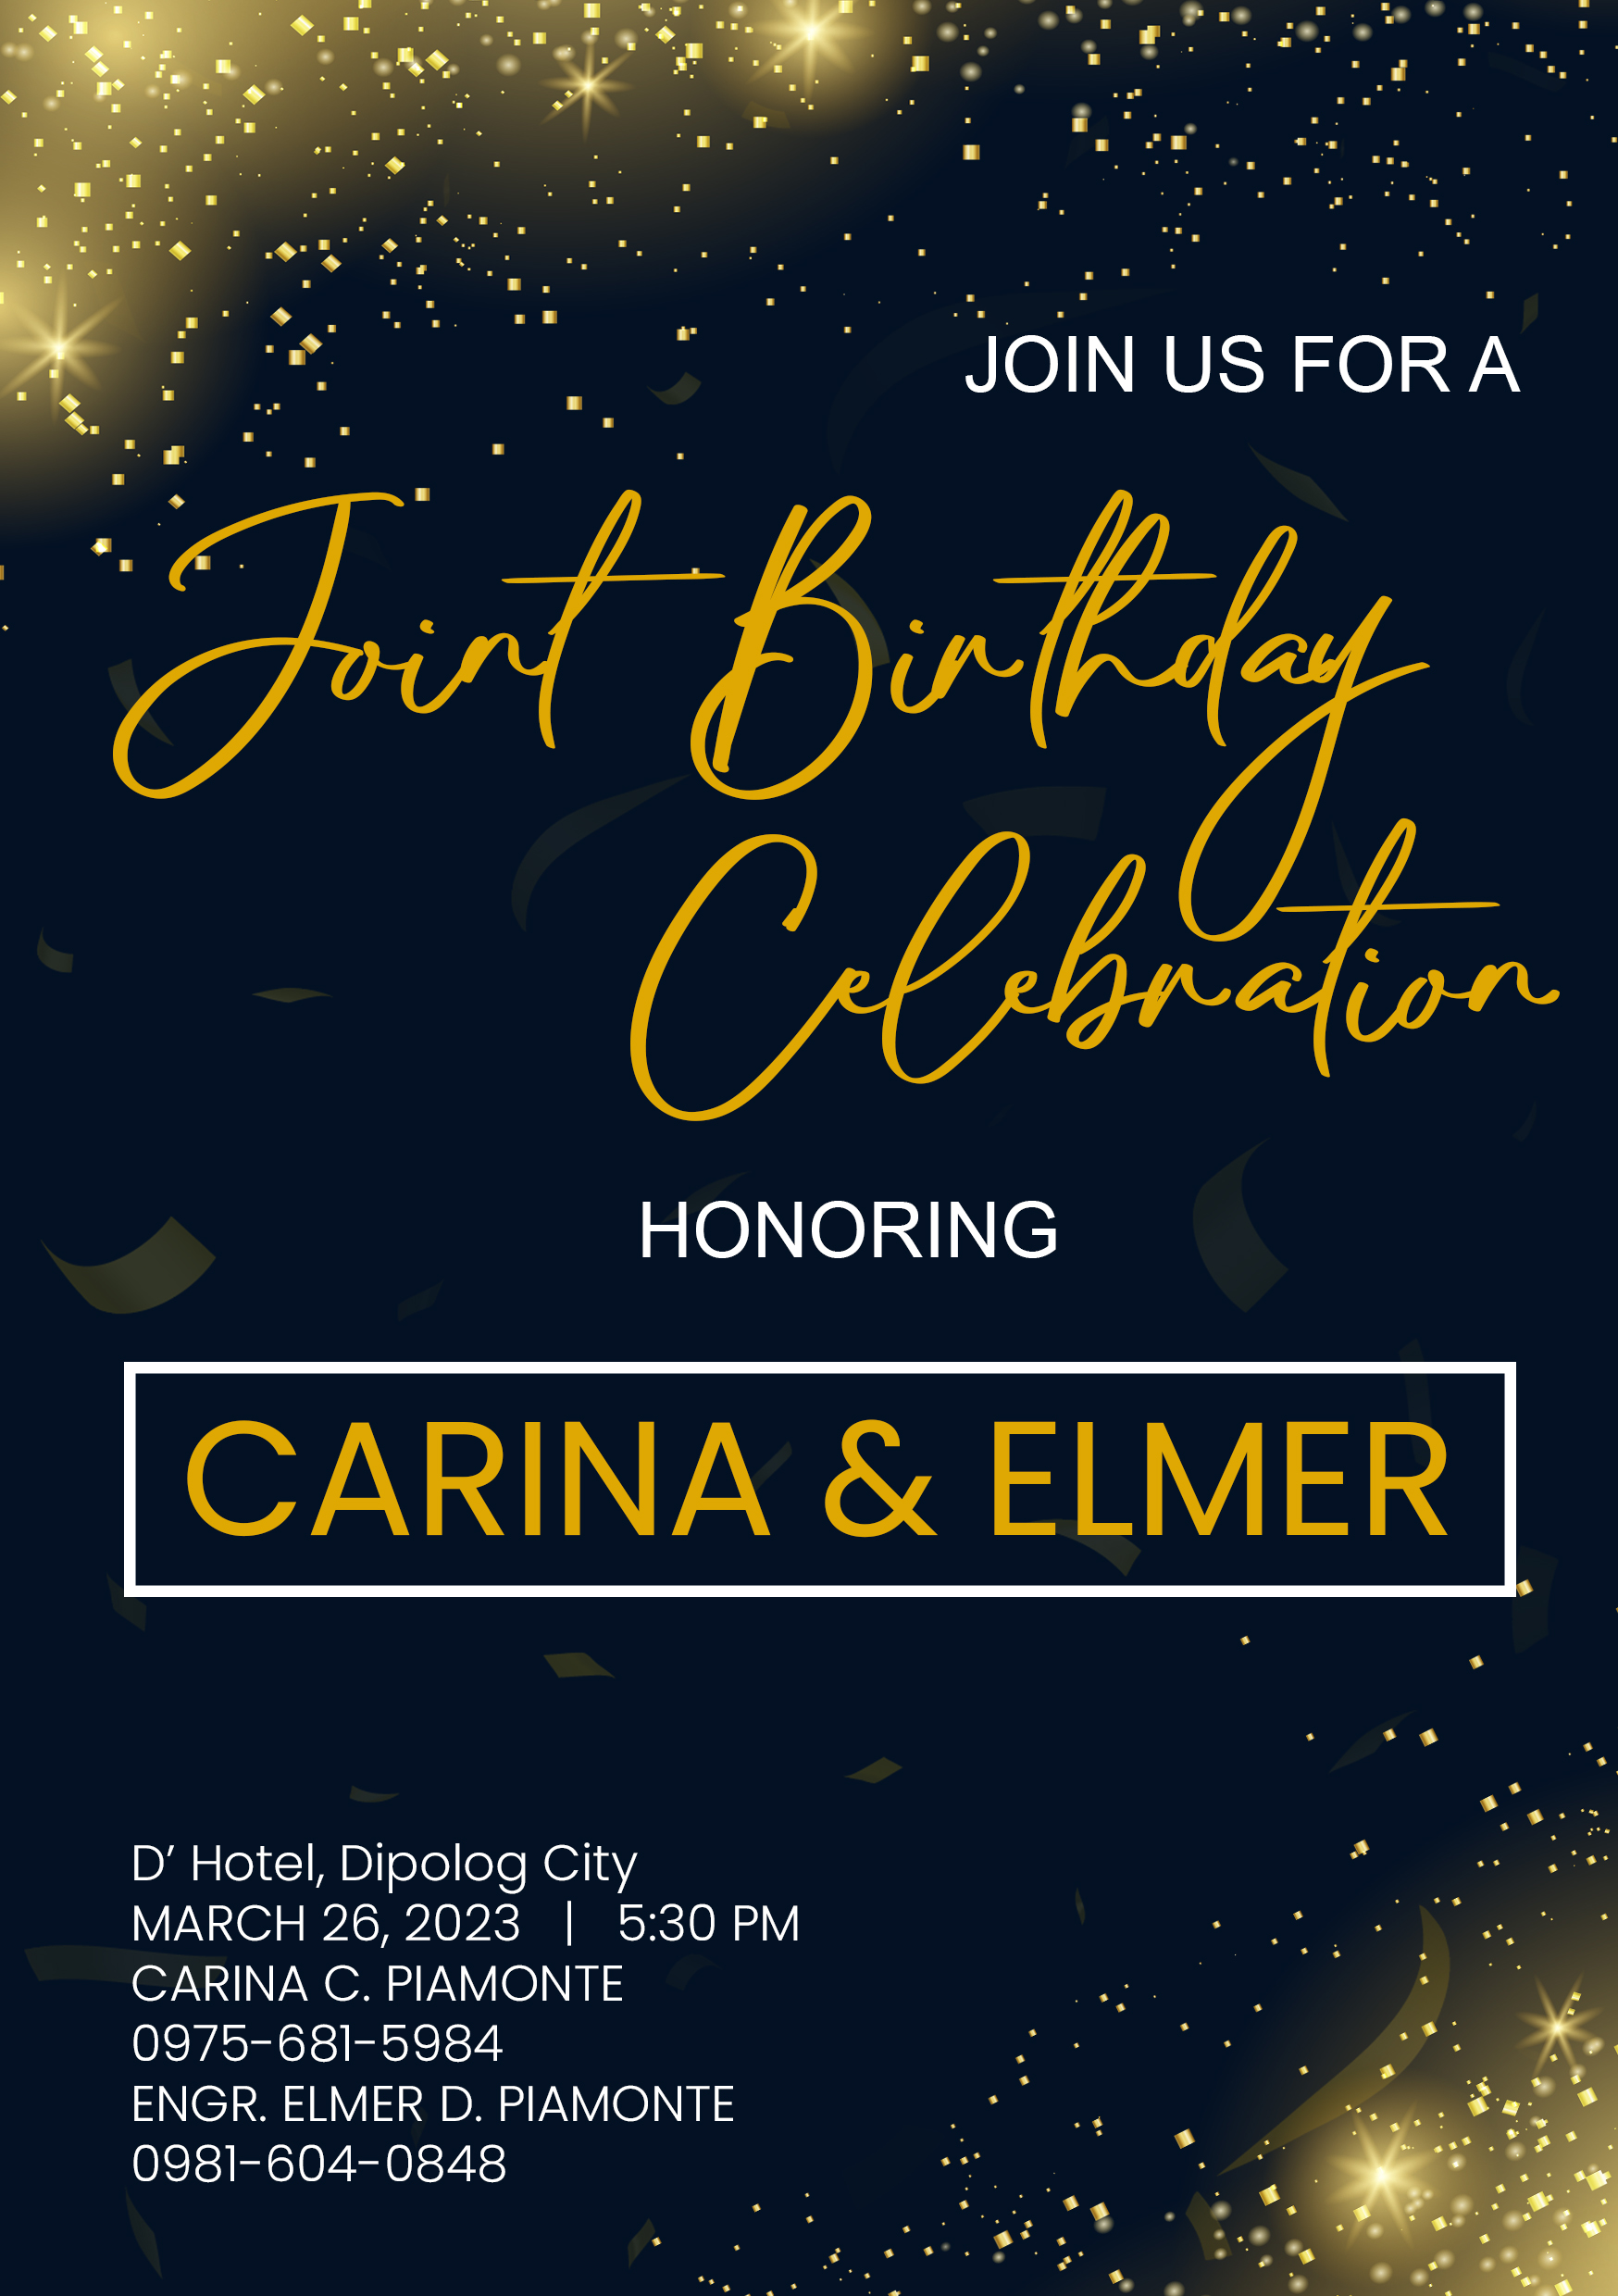 JOIN US FOR A
Joint Birthday
Celebration
HONORING
CARINA & ELMER
D’ Hotel, Dipolog City
MARCH 26, 2023 | 5:30 PM
CARINA C. PIAMONTE
0975-681-5984
ENGR. ELMER D. PIAMONTE
0981-604-0848